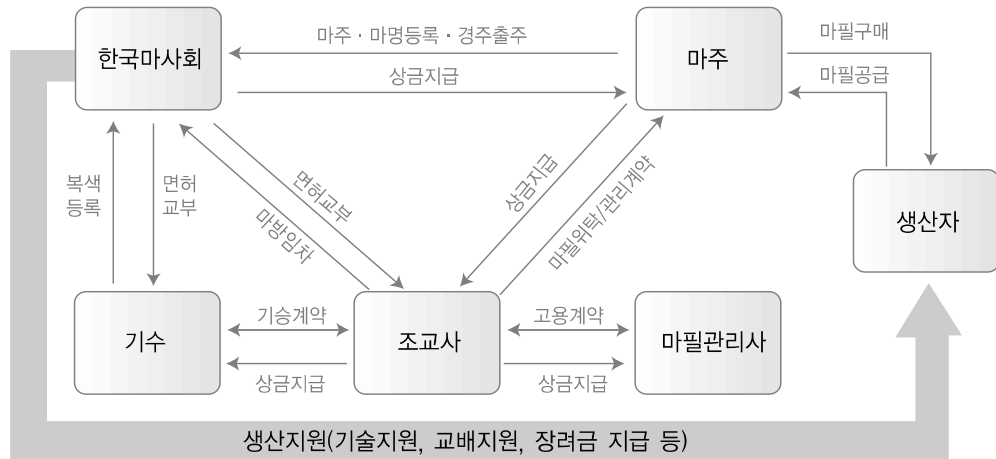 한국마사회
마주 · 마명등록 · 경주출주
상금지급
마주
마필구매
마필공급
생산자
복색
등록
면허
교부
면허교부
마방임차
상금지급
마필위탁/관리계약
기수
기승계약
상금지급
조교사
고용계약
상금지급
마필관리사
생산지원(기술지원, 교배지원, 장려금 지급 등)